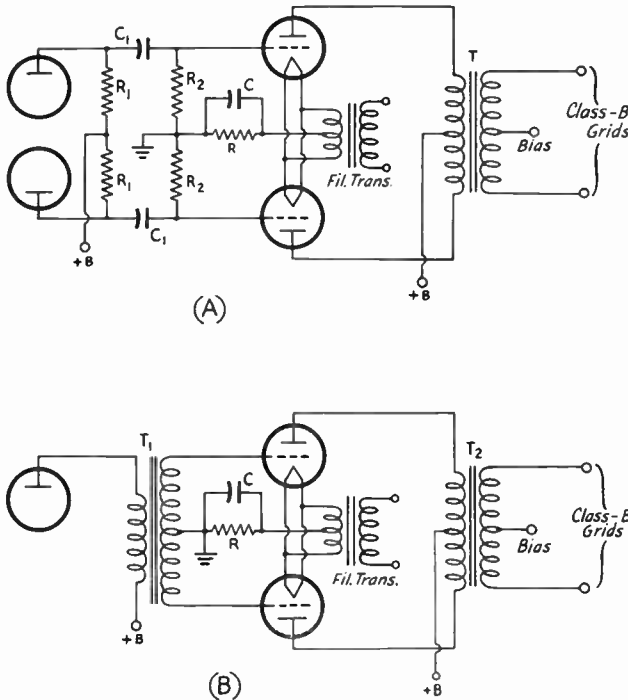 C1
R1
R2
C
R
R1
R2
C1
+B
Fil. Trans.
T
Bias
Class-B
Grids
+B
(A)
T1
C
R
+B
Fil. Trans.
T2
Bias
Class-B
Grids
+B
(B)